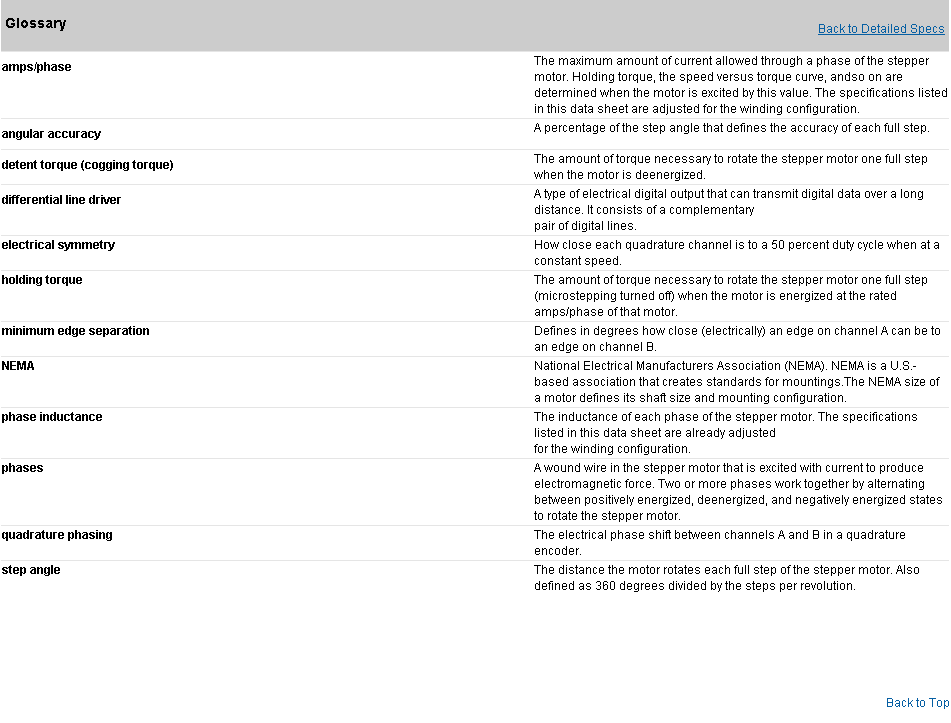 Glossary
Back to Detailed Specs
amps/phase
The maximum amount of current allowed through a phase of the stepper
motor. Holding torque, the speed versus torque curve, andso on are
determined when the motor is excited by this value. The specifications listed
in this data sheet are adjusted for the winding configuration.
angular accuracy
A percentage of the step angle that defines the accuracy of each full step.
detent torque (cogging torque)
The amount of torque necessary to rotate the stepper motor one full step
when the motor is deenergized.
differential line driver
A type of electrical digital output that can transmit digital data over a long
distance. It consists of a complementary
pair of digital lines.
electrical symmetry
How close each quadrature channel is to a 50 percent duty cycle when at a
constant speed.
holding torque
The amount of torque necessary to rotate the stepper motor one full step
(microstepping turned off) when the motor is energized at the rated
amps/phase of that motor.
minimum edge separation
Defines in degrees how close (electrically) an edge on channel A can be to
an edge on channel B.
NEMA
National Electrical Manufacturers Association (NEMA). NEMA is a U.S.-
based association that creates standards for mountings.The NEMA size of
a motor defines its shaft size and mounting configuration.
phase inductance
The inductance of each phase of the stepper motor. The specifications
listed in this data sheet are already adjusted
for the winding configuration.
phases
A wound wire in the stepper motor that is excited with current to produce
electromagnetic force. Two or more phases work together by alternating
between positively energized, deenergized, and negatively energized states
to rotate the stepper motor.
quadrature phasing
The electrical phase shift between channels A and B in a quadrature
encoder.
step angle
The distance the motor rotates each full step of the stepper motor. Also
defined as 360 degrees divided by the steps per revolution.
Back to Top